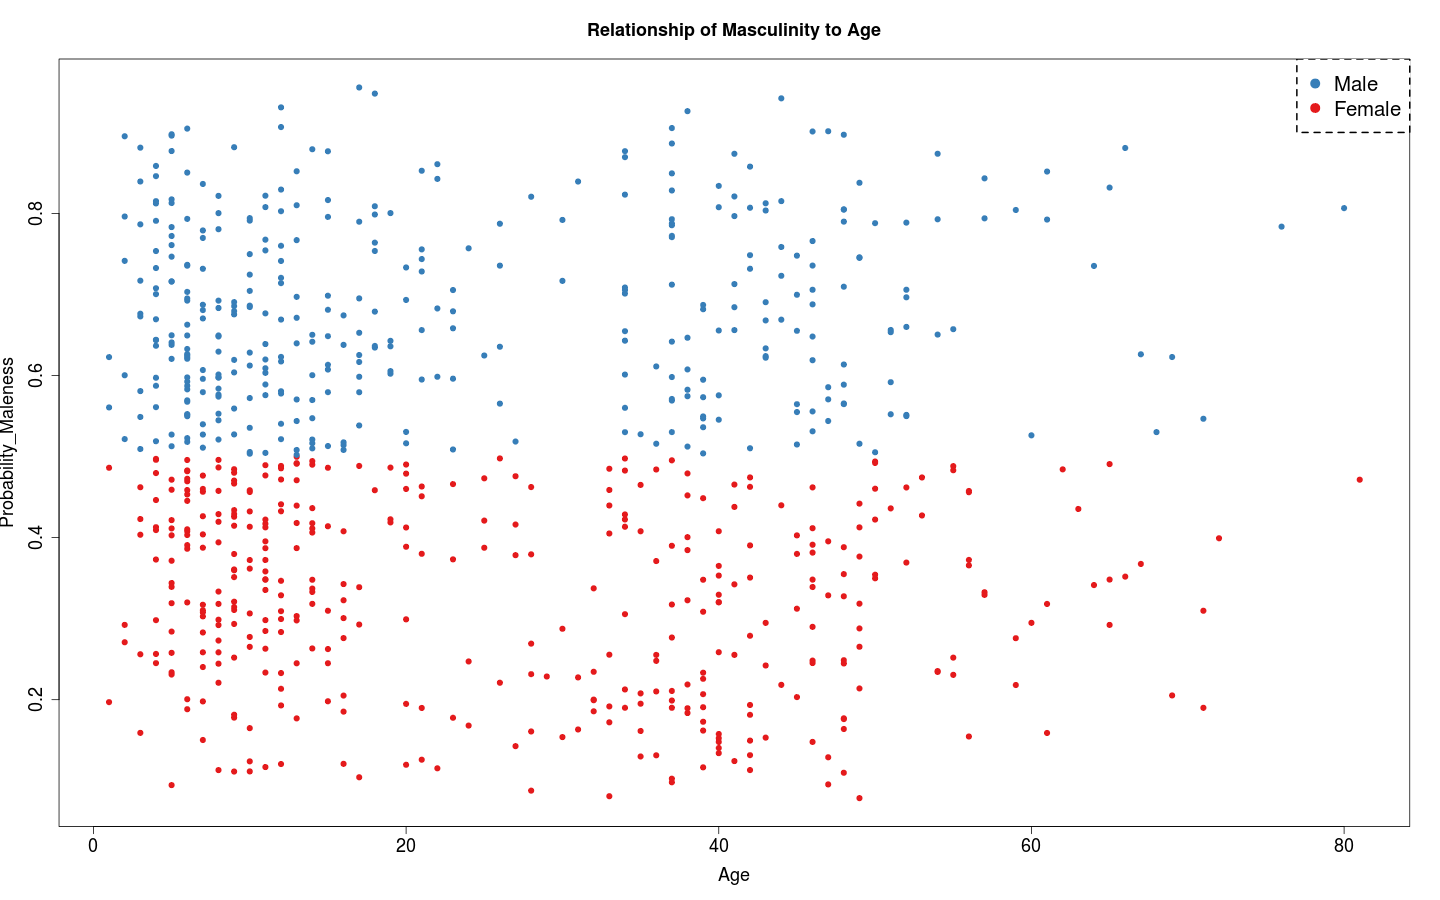 Relationship of Masculinity to Age
Male
Female
Probability_Maleness
0.8
0.6
0.4
0.2
0 20 40 60 80
Age